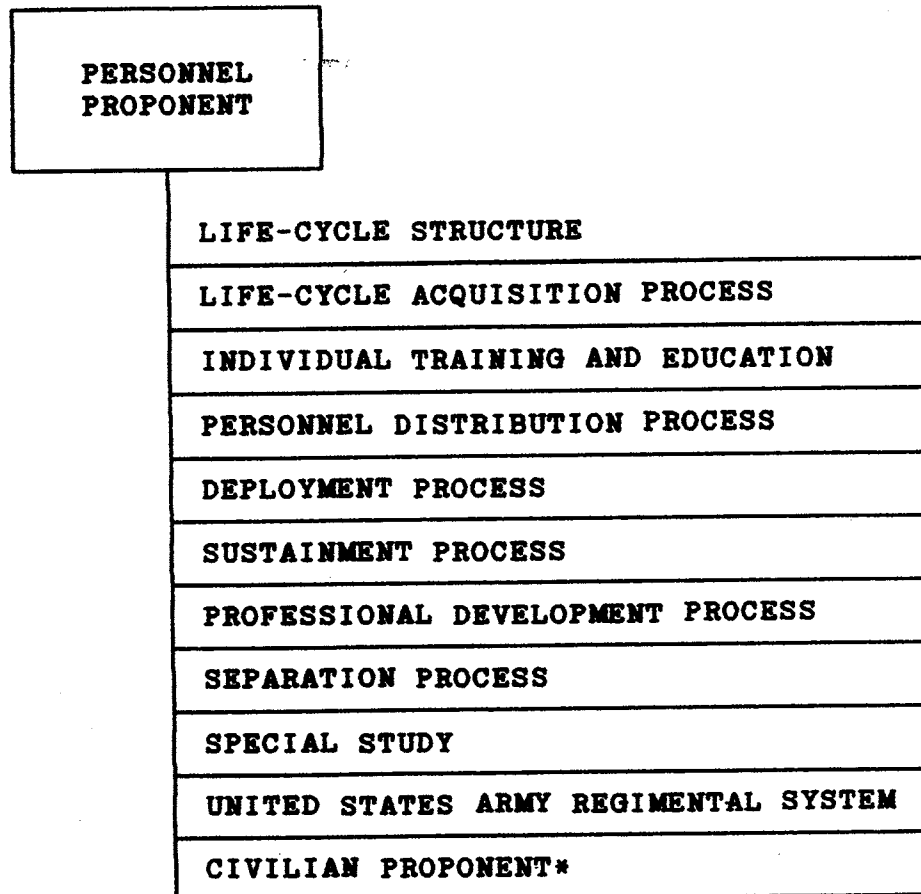 PERSONNEL
PROPONENT
LIFE-CYCLE STRUCTURE
LIFE-CYCLE ACQUISITION PROCESS
INDIVIDUAL TRAINING AND EDUCATION
PERSONNEL DISTRIBUTION PROCESS
DEPLOYMENT PROCESS
SUSTAINMENT PROCESS
PROFESSIONAL DEVELOPMENT PROCESS
SEPARATION PROCESS
SPECIAL STUDY
UNITED STATES ARMY REGIMENTAL SYSTEM
CIVILIAN PROPONENT*